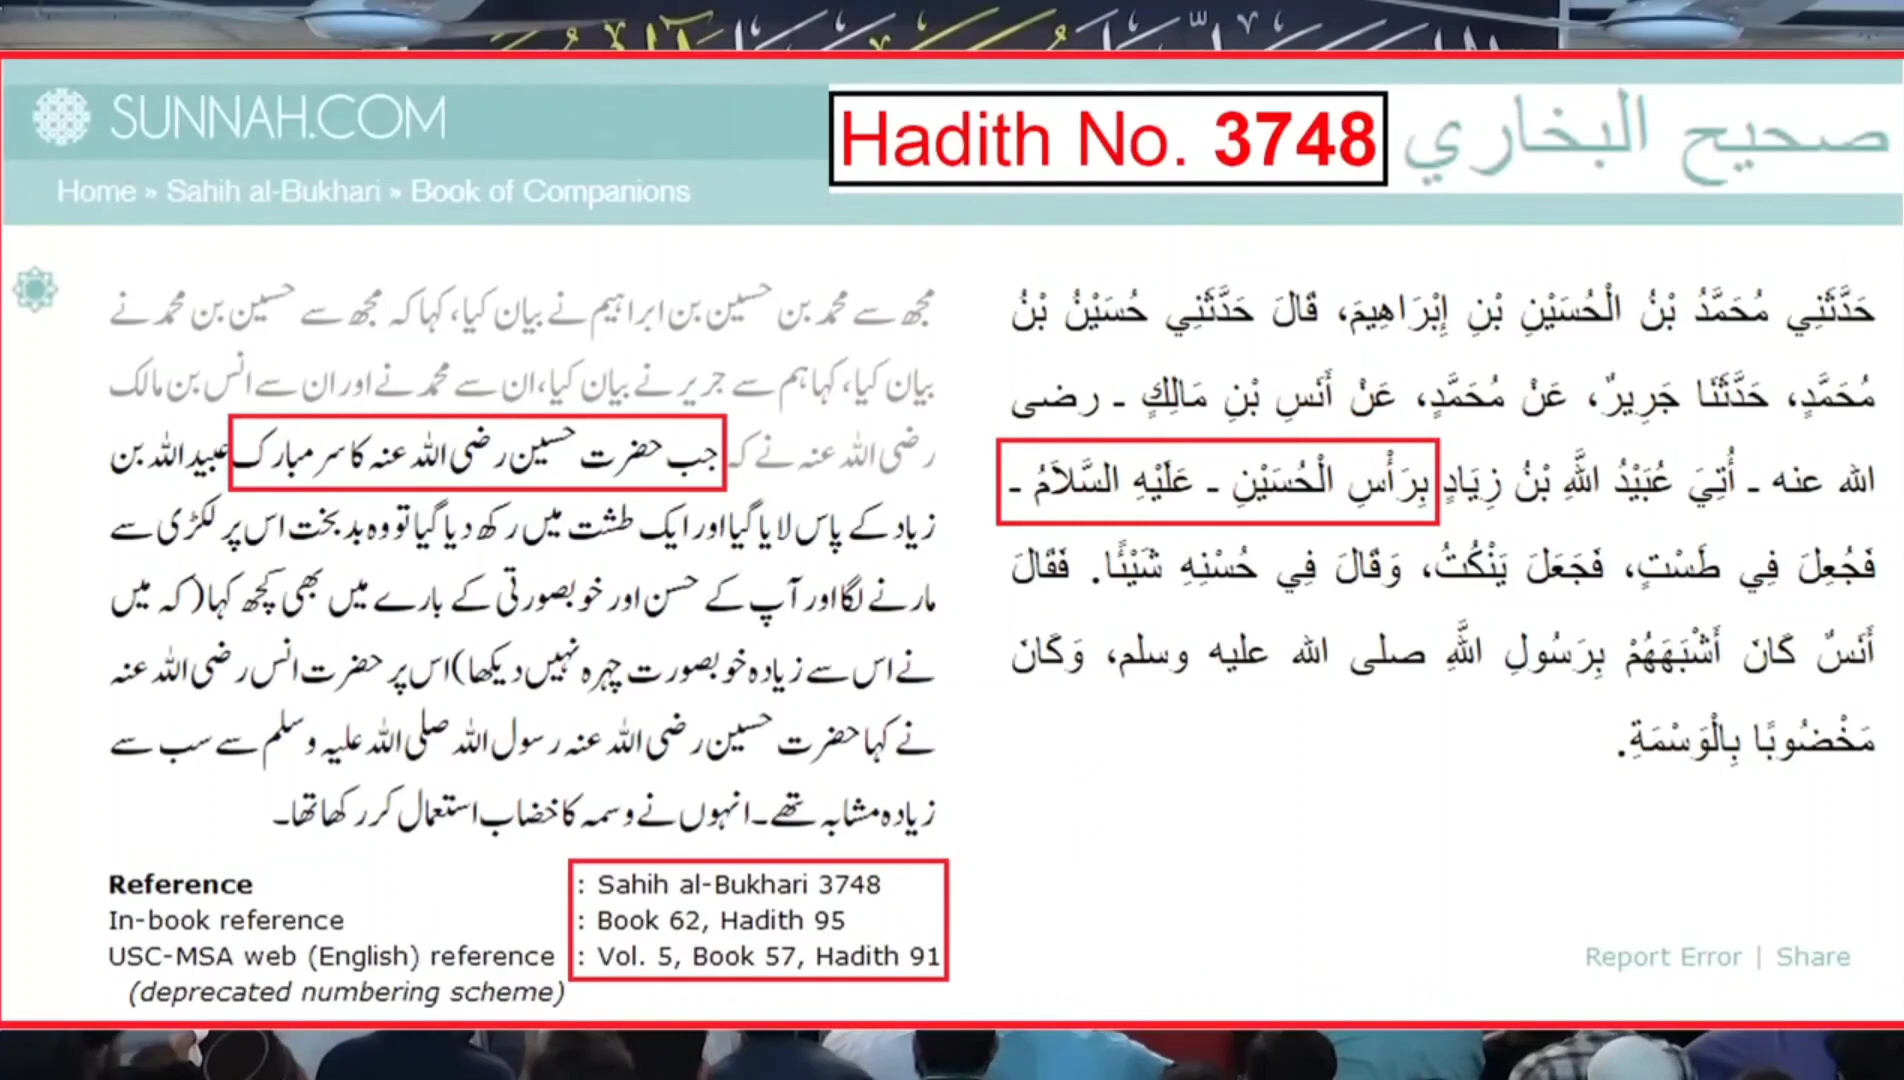 SUNNAH.COM
Hadith No. 3748
صحيح البخاري
Home » Sahih al-Bukhari » Book of Companions
مجھ سے محمد بن حسین بن ابراہیم نے بیان کیا، کہا کہ مجھ سے حسین بن محمد نے
بیان کیا، کہا ہم سے جریر نے بیان کیا، ان سے محمد نے اور ان سے انس بن مالک
رضی اللہ عنہ نے کہ جب حضرت حسین رضی اللہ عنہ کا سر مبارک عبیداللہ بن
زیاد کے پاس لایا گیا اور ایک طشت میں رکھ دیا گیا تو وہ بدبخت اس پر لکڑی سے
مارنے لگا اور آپ کے حسن اور خوبصورتی کے بارے میں بھی کچھ کہا (کہ میں
نے اس سے زیادہ خوبصورت چہرہ نہیں دیکھا) اس پر حضرت انس رضی اللہ عنہ
نے کہا حضرت حسین رضی اللہ عنہ رسول اللہ صلی اللہ علیہ وسلم سے سب سے
زیادہ مشابہ تھے۔ انہوں نے وسمہ کا خضاب استعمال کر رکھا تھا۔
حَدَّثَنِي مُحَمَّدُ بْنُ الْحُسَيْنِ بْنِ إِبْرَاهِيمَ، قَالَ حَدَّثَنِي حُسَيْنُ بْنُ
مُحَمَّدٍ، حَدَّثَنَا جَرِيرٌ، عَنْ مُحَمَّدٍ، عَنْ أَنَسِ بْنِ مَالِكٍ ـ رضى
الله عنه ـ أُتِيَ عُبَيْدُ اللَّهِ بْنُ زِيَادٍ بِرَأْسِ الْحُسَيْنِ ـ عَلَيْهِ السَّلاَمُ ـ
فَجُعِلَ فِي طَسْتٍ، فَجَعَلَ يَنْكُتُ، وَقَالَ فِي حُسْنِهِ شَيْئًا. فَقَالَ
أَنَسٌ كَانَ أَشْبَهَهُمْ بِرَسُولِ اللَّهِ صلى الله عليه وسلم، وَكَانَ
مَخْضُوبًا بِالْوَسْمَةِ.
Reference : Sahih al-Bukhari 3748
In-book reference : Book 62, Hadith 95
USC-MSA web (English) reference : Vol. 5, Book 57, Hadith 91
(deprecated numbering scheme)
Report Error | Share